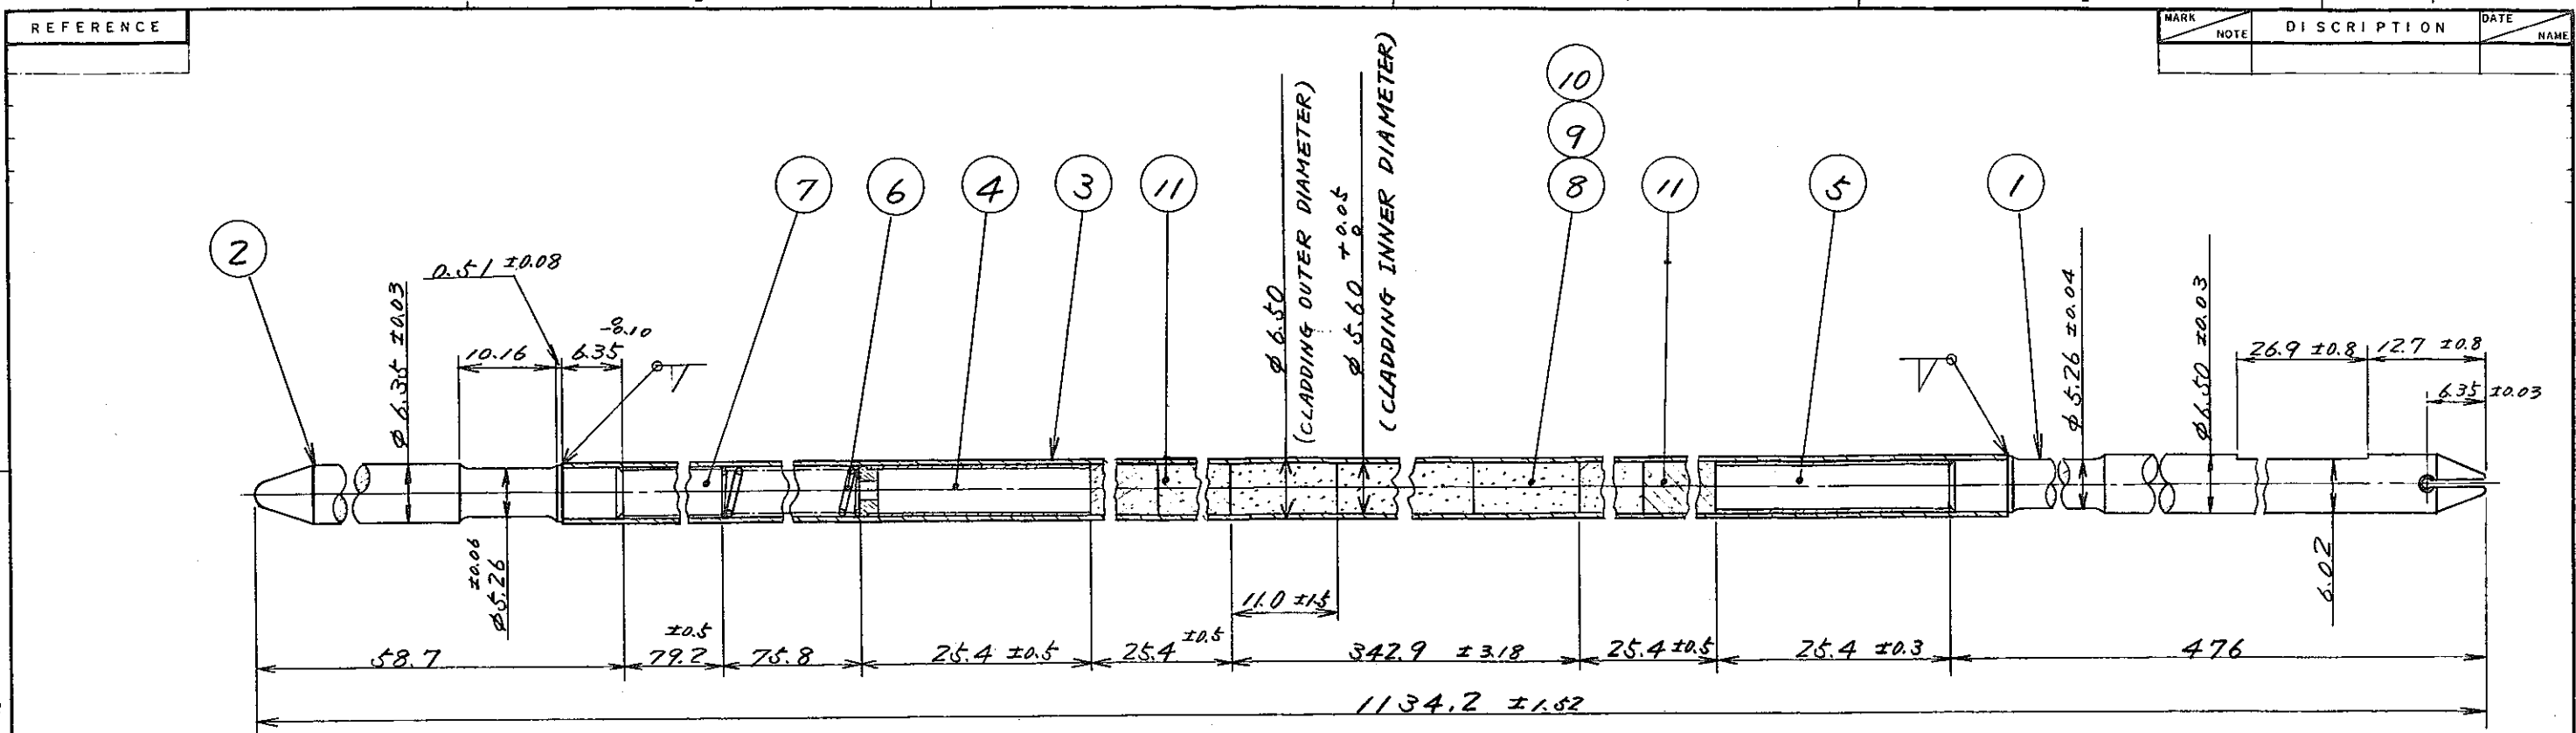 REFERENCE
MARK
NOTE
DISCRIPTION
DATE
NAME
10
9
8
7
6
4
3
11
11
5
1
2
0.51 ±0.08
φ 6.35 ±0.03
10.16
6.35 0 -0.10
φ 6.50
(CLADDING OUTER DIAMETER)
φ 5.60 +0.05 0
(CLADDING INNER DIAMETER)
φ 5.26 ±0.04
φ 6.50 ±0.03
26.9 ±0.8
12.7 ±0.8
6.35 ±0.03
φ 5.26 ±0.06
6.02
11.0 ±1.5
58.7
79.2 ±0.5
75.8
25.4 ±0.5
25.4 ±0.5
342.9 ±3.18
25.4 ±0.5
25.4 ±0.3
476
1134.2 ±1.52